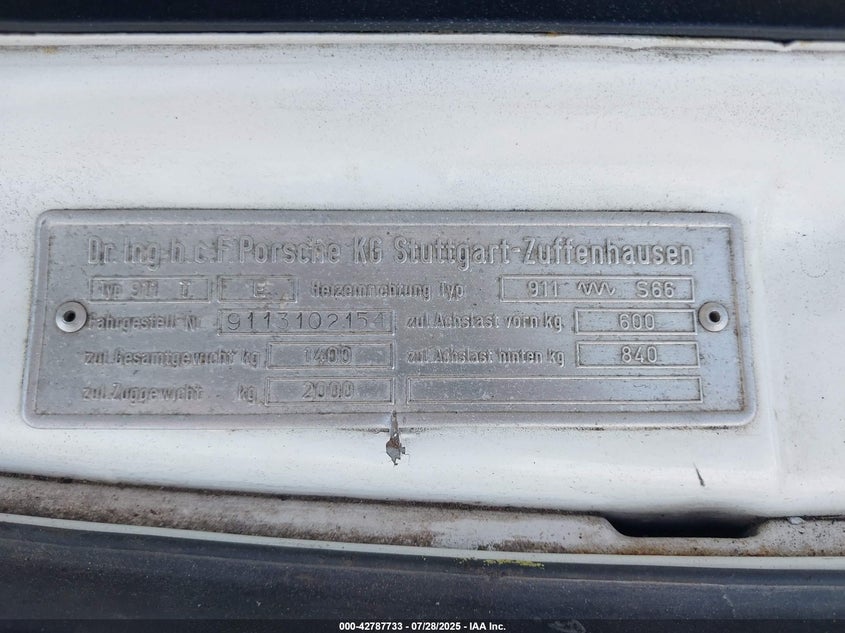 Dr. Ing. h. c. F. Porsche KG Stuttgart-Zuffenhausen
Typ 911 T E Heizeinrichtung Typ 911 S66
Fahrgestell-Nr. 9113102154 zul. Achslast vorn kg 600
zul. Gesamtgewicht kg 1400 zul. Achslast hinten kg 840
zul. Zuggewicht kg 2000
000-42787733 / 07/28/2025 - IAA Inc.